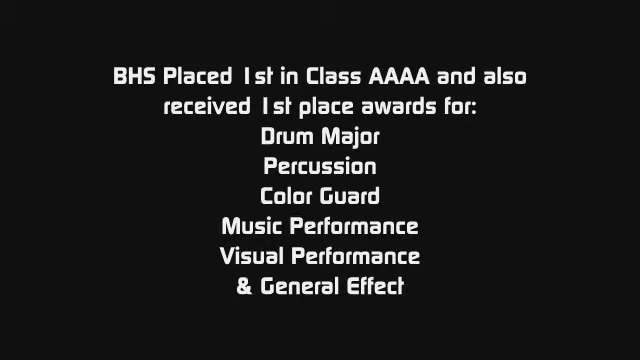 BHS Placed 1st in Class AAAA and also
received 1st place awards for:
Drum Major
Percussion
Color Guard
Music Performance
Visual Performance
& General Effect